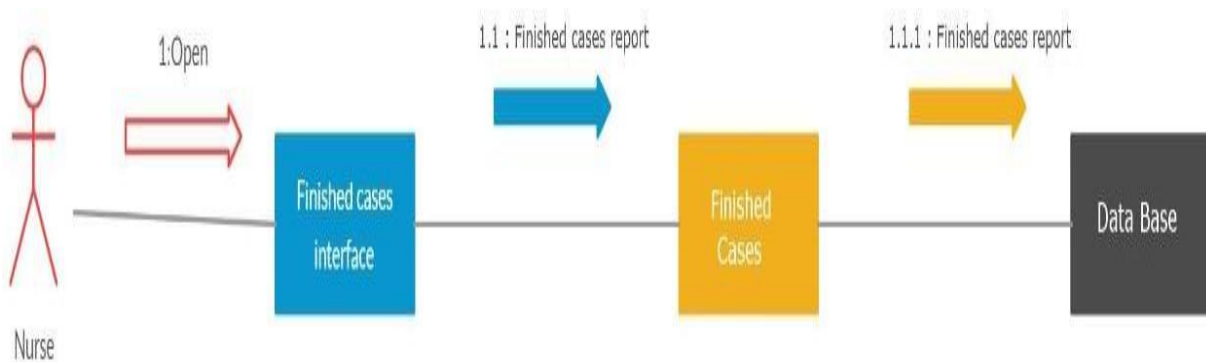 1:Open
1.1 : Finished cases report
1.1.1 : Finished cases report
Finished cases
interface
Finished
Cases
Data Base
Nurse